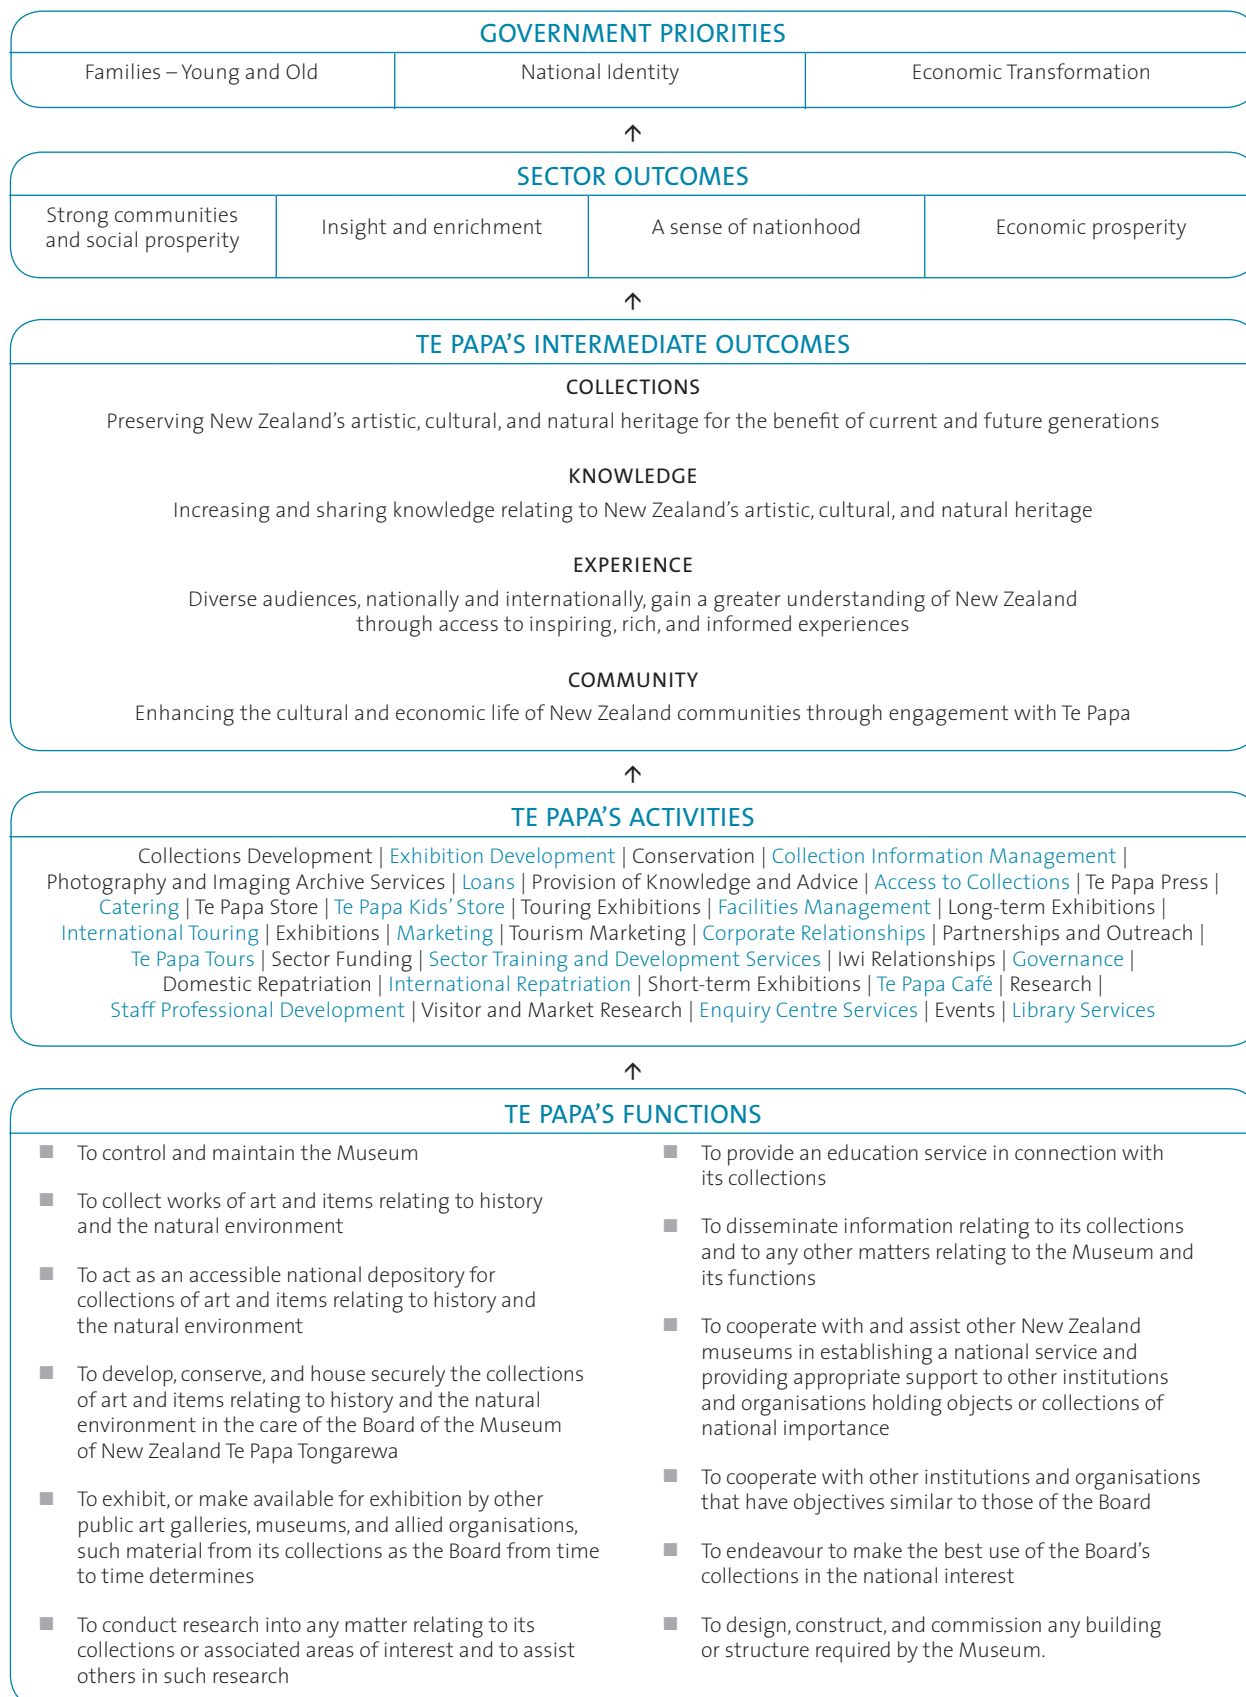 GOVERNMENT PRIORITIES
Families – Young and Old
National Identity
Economic Transformation
↑
SECTOR OUTCOMES
Strong communities
and social prosperity
Insight and enrichment
A sense of nationhood
Economic prosperity
↑
TE PAPA'S INTERMEDIATE OUTCOMES
COLLECTIONS
Preserving New Zealand's artistic, cultural, and natural heritage for the benefit of current and future generations
KNOWLEDGE
Increasing and sharing knowledge relating to New Zealand's artistic, cultural, and natural heritage
EXPERIENCE
Diverse audiences, nationally and internationally, gain a greater understanding of New Zealand
through access to inspiring, rich, and informed experiences
COMMUNITY
Enhancing the cultural and economic life of New Zealand communities through engagement with Te Papa
↑
TE PAPA'S ACTIVITIES
Collections Development | Exhibition Development | Conservation | Collection Information Management |
Photography and Imaging Archive Services | Loans | Provision of Knowledge and Advice | Access to Collections | Te Papa Press |
Catering | Te Papa Store | Te Papa Kids' Store | Touring Exhibitions | Facilities Management | Long-term Exhibitions |
International Touring | Exhibitions | Marketing | Tourism Marketing | Corporate Relationships | Partnerships and Outreach |
Te Papa Tours | Sector Funding | Sector Training and Development Services | Iwi Relationships | Governance |
Domestic Repatriation | International Repatriation | Short-term Exhibitions | Te Papa Café | Research |
Staff Professional Development | Visitor and Market Research | Enquiry Centre Services | Events | Library Services
↑
TE PAPA'S FUNCTIONS
■ To control and maintain the Museum
■ To collect works of art and items relating to history
and the natural environment
■ To act as an accessible national depository for
collections of art and items relating to history and
the natural environment
■ To develop, conserve, and house securely the collections
of art and items relating to history and the natural
environment in the care of the Board of the Museum
of New Zealand Te Papa Tongarewa
■ To exhibit, or make available for exhibition by other
public art galleries, museums, and allied organisations,
such material from its collections as the Board from time
to time determines
■ To conduct research into any matter relating to its
collections or associated areas of interest and to assist
others in such research
■ To provide an education service in connection with
its collections
■ To disseminate information relating to its collections
and to any other matters relating to the Museum and
its functions
■ To cooperate with and assist other New Zealand
museums in establishing a national service and
providing appropriate support to other institutions
and organisations holding objects or collections of
national importance
■ To cooperate with other institutions and organisations
that have objectives similar to those of the Board
■ To endeavour to make the best use of the Board's
collections in the national interest
■ To design, construct, and commission any building
or structure required by the Museum.